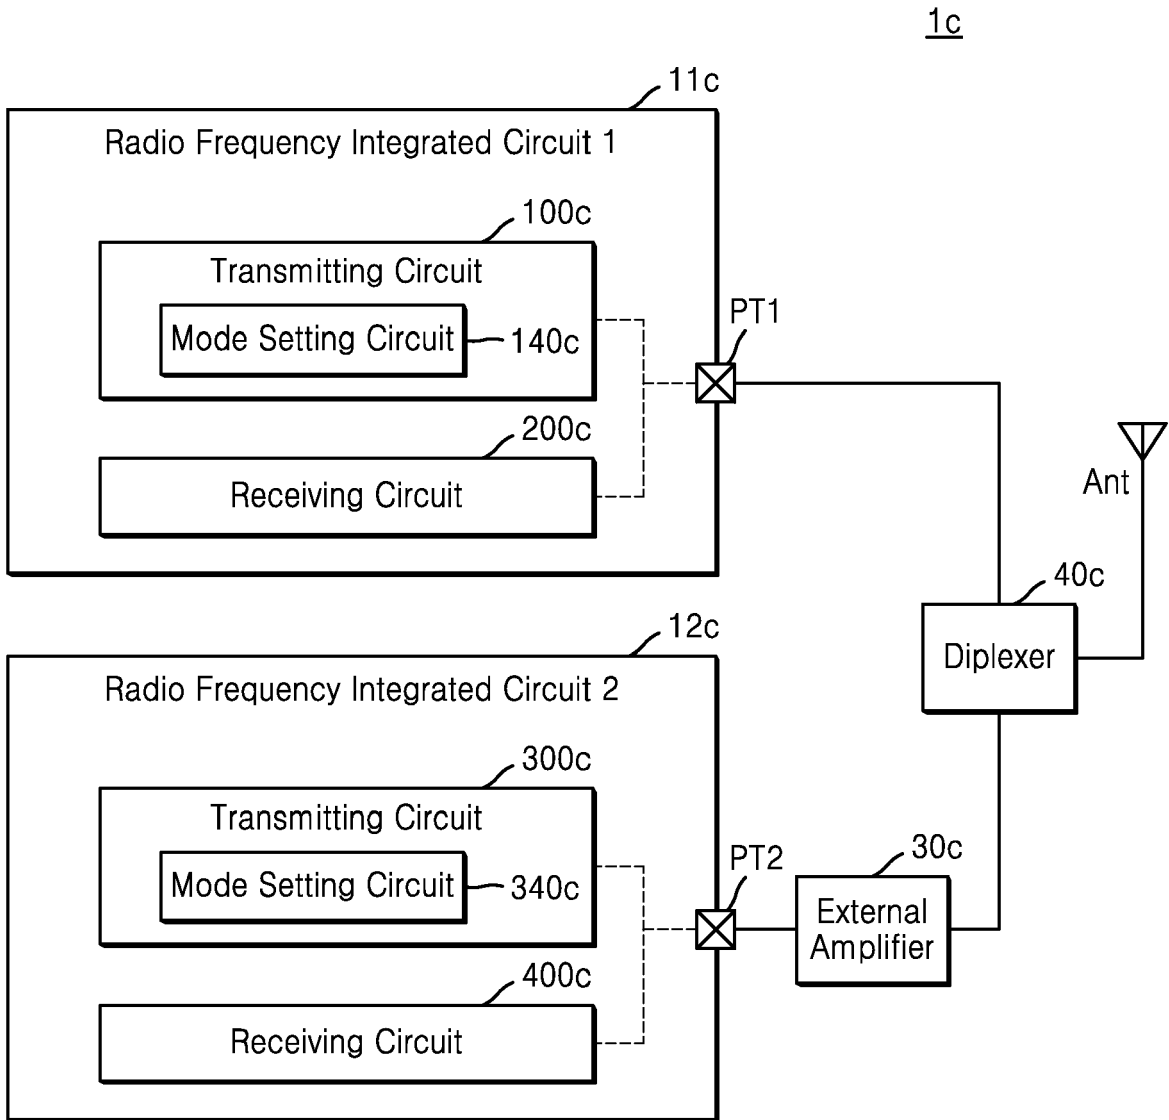 1c
11c
Radio Frequency Integrated Circuit 1
100c
Transmitting Circuit
Mode Setting Circuit
140c
PT1
200c
Receiving Circuit
Ant
40c
Diplexer
12c
Radio Frequency Integrated Circuit 2
300c
Transmitting Circuit
Mode Setting Circuit
340c
PT2
30c
External
Amplifier
400c
Receiving Circuit